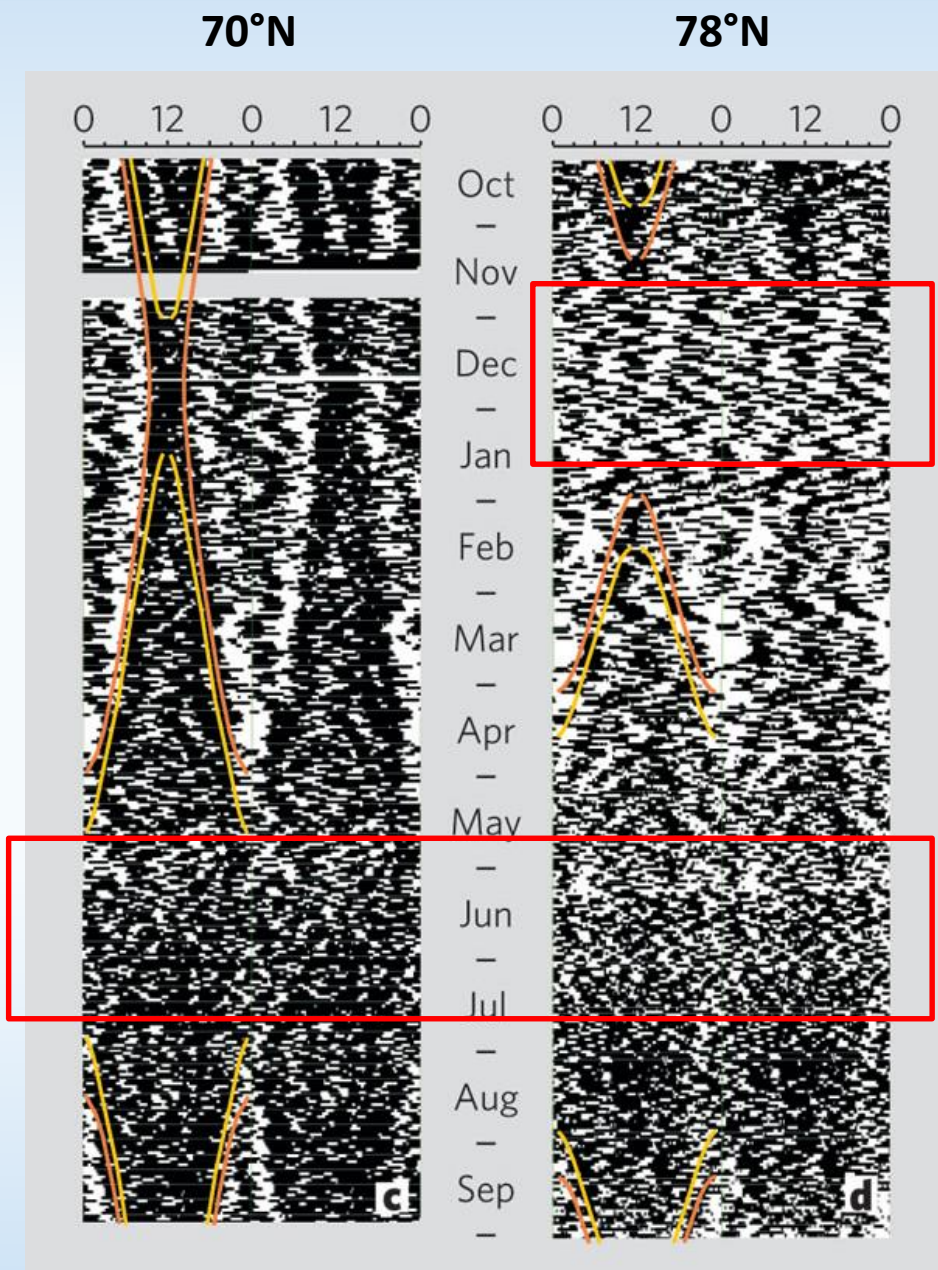 70°N 78°N
0 12 0 12 0 0 12 0 12 0
Oct
–
Nov
–
Dec
–
Jan
–
Feb
–
Mar
–
Apr
–
May
–
Jun
–
Jul
–
Aug
–
Sep
–
c d